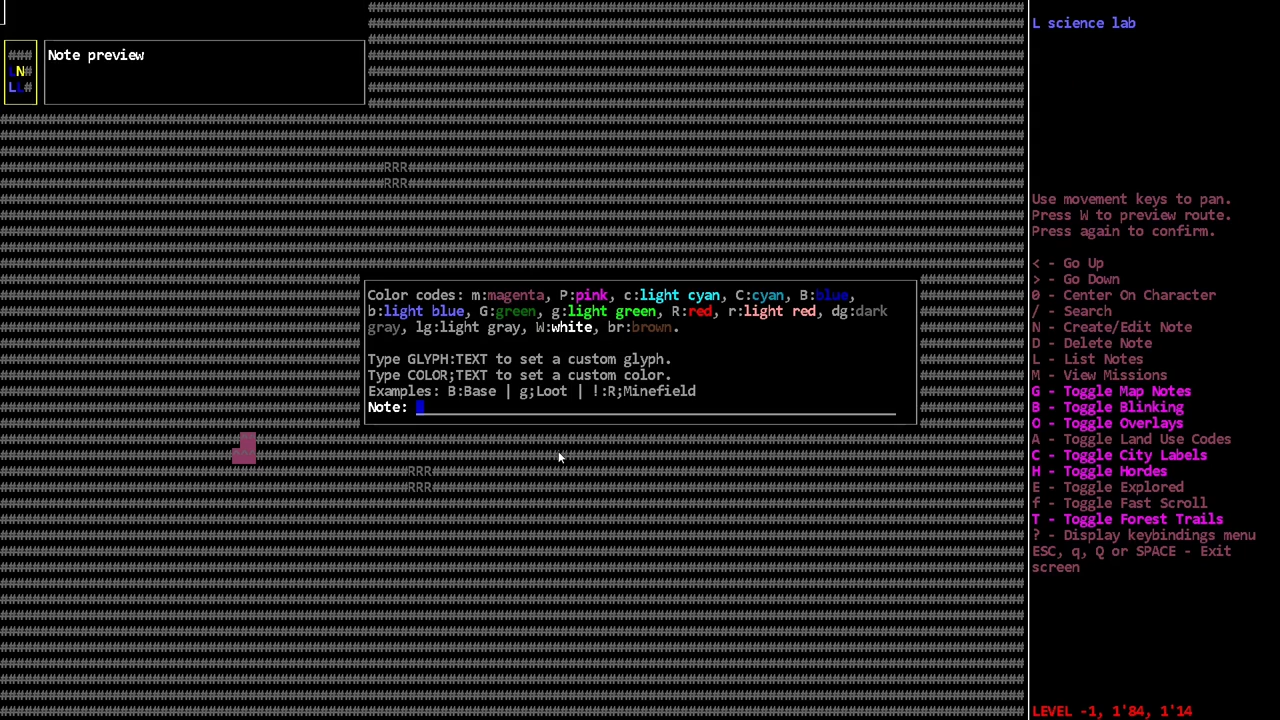 L science lab
###
LN#
LL#
Note preview
RRR
RRR
Use movement keys to pan.
Press W to preview route.
Press again to confirm.
< - Go Up
> - Go Down
0 - Center On Character
/ - Search
N - Create/Edit Note
D - Delete Note
L - List Notes
M - View Missions
G - Toggle Map Notes
B - Toggle Blinking
O - Toggle Overlays
A - Toggle Land Use Codes
C - Toggle City Labels
H - Toggle Hordes
E - Toggle Explored
f - Toggle Fast Scroll
T - Toggle Forest Trails
? - Display keybindings menu
ESC, q, Q or SPACE - Exit
screen
Color codes: m:magenta, P:pink, c:light cyan, C:cyan, B:blue,
b:light blue, G:green, g:light green, R:red, r:light red, dg:dark
gray, lg:light gray, W:white, br:brown.
Type GLYPH:TEXT to set a custom glyph.
Type COLOR;TEXT to set a custom color.
Examples: B:Base | g;Loot | !:R;Minefield
Note:
RRR
RRR
LEVEL -1, 1'84, 1'14